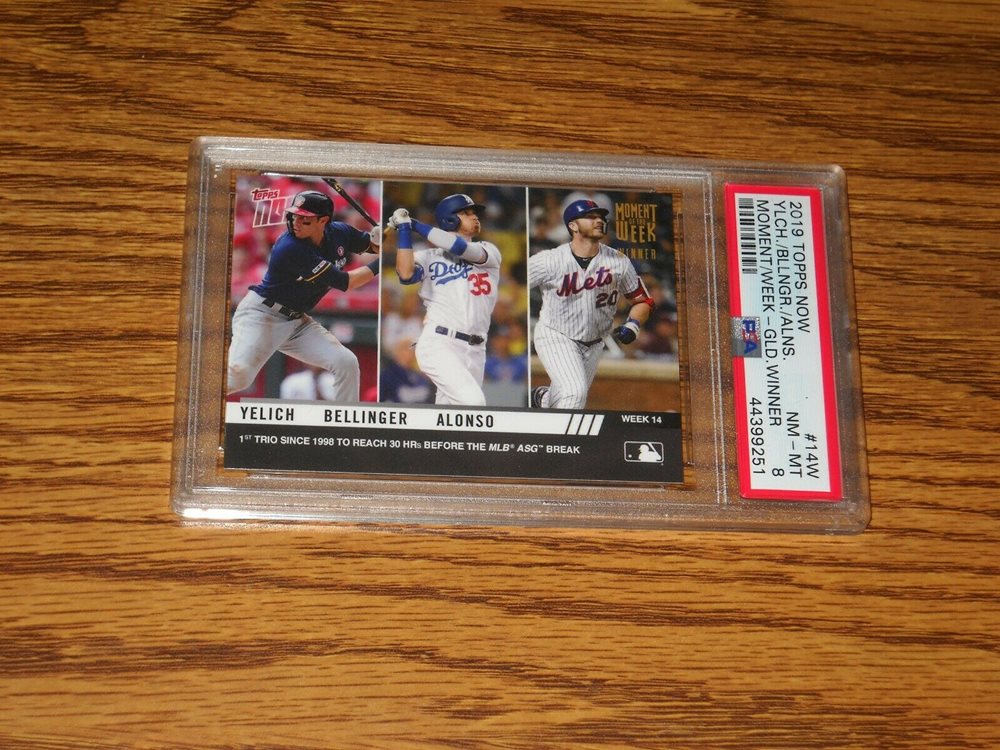 TOPPS
NOW
MOMENT
OF THE
WEEK
WINNER
Dodgers
35
Mets
20
YELICH BELLINGER ALONSO
WEEK 14
1ST TRIO SINCE 1998 TO REACH 30 HRs BEFORE THE MLB® ASG™ BREAK
2019 TOPPS NOW #14W
YLCH./BLLNGR./ALNS. NM – MT
MOMENT/WEEK – GLD.WINNER 8
PSA 44399251